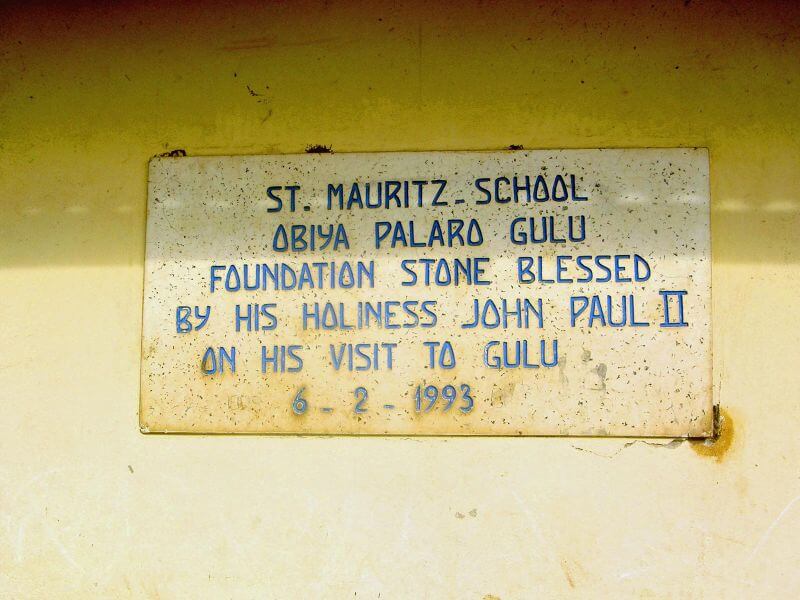 ST. MAURITZ - SCHOOL
OBIYA PALARO GULU
FOUNDATION STONE BLESSED
BY HIS HOLINESS JOHN PAUL II
ON HIS VISIT TO GULU
6 - 2 - 1993